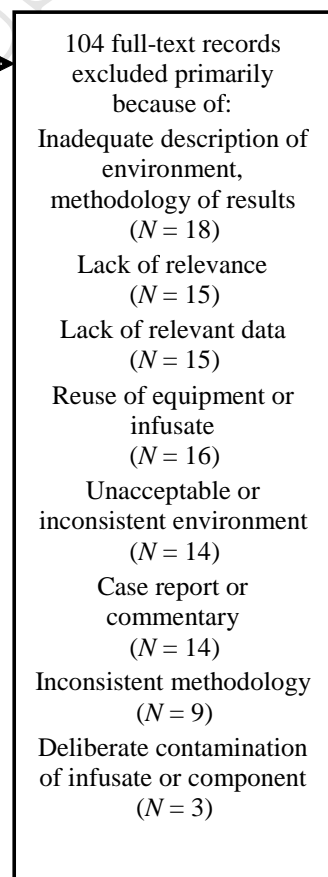 104 full-text records
excluded primarily
because of:
Inadequate description of
environment,
methodology of results
(N = 18)
Lack of relevance
(N = 15)
Lack of relevant data
(N = 15)
Reuse of equipment or
infusate
(N = 16)
Unacceptable or
inconsistent environment
(N = 14)
Case report or
commentary
(N = 14)
Inconsistent methodology
(N = 9)
Deliberate contamination
of infusate or component
(N = 3)